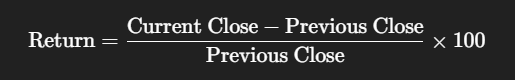 Return = (Current Close − Previous Close) / Previous Close × 100